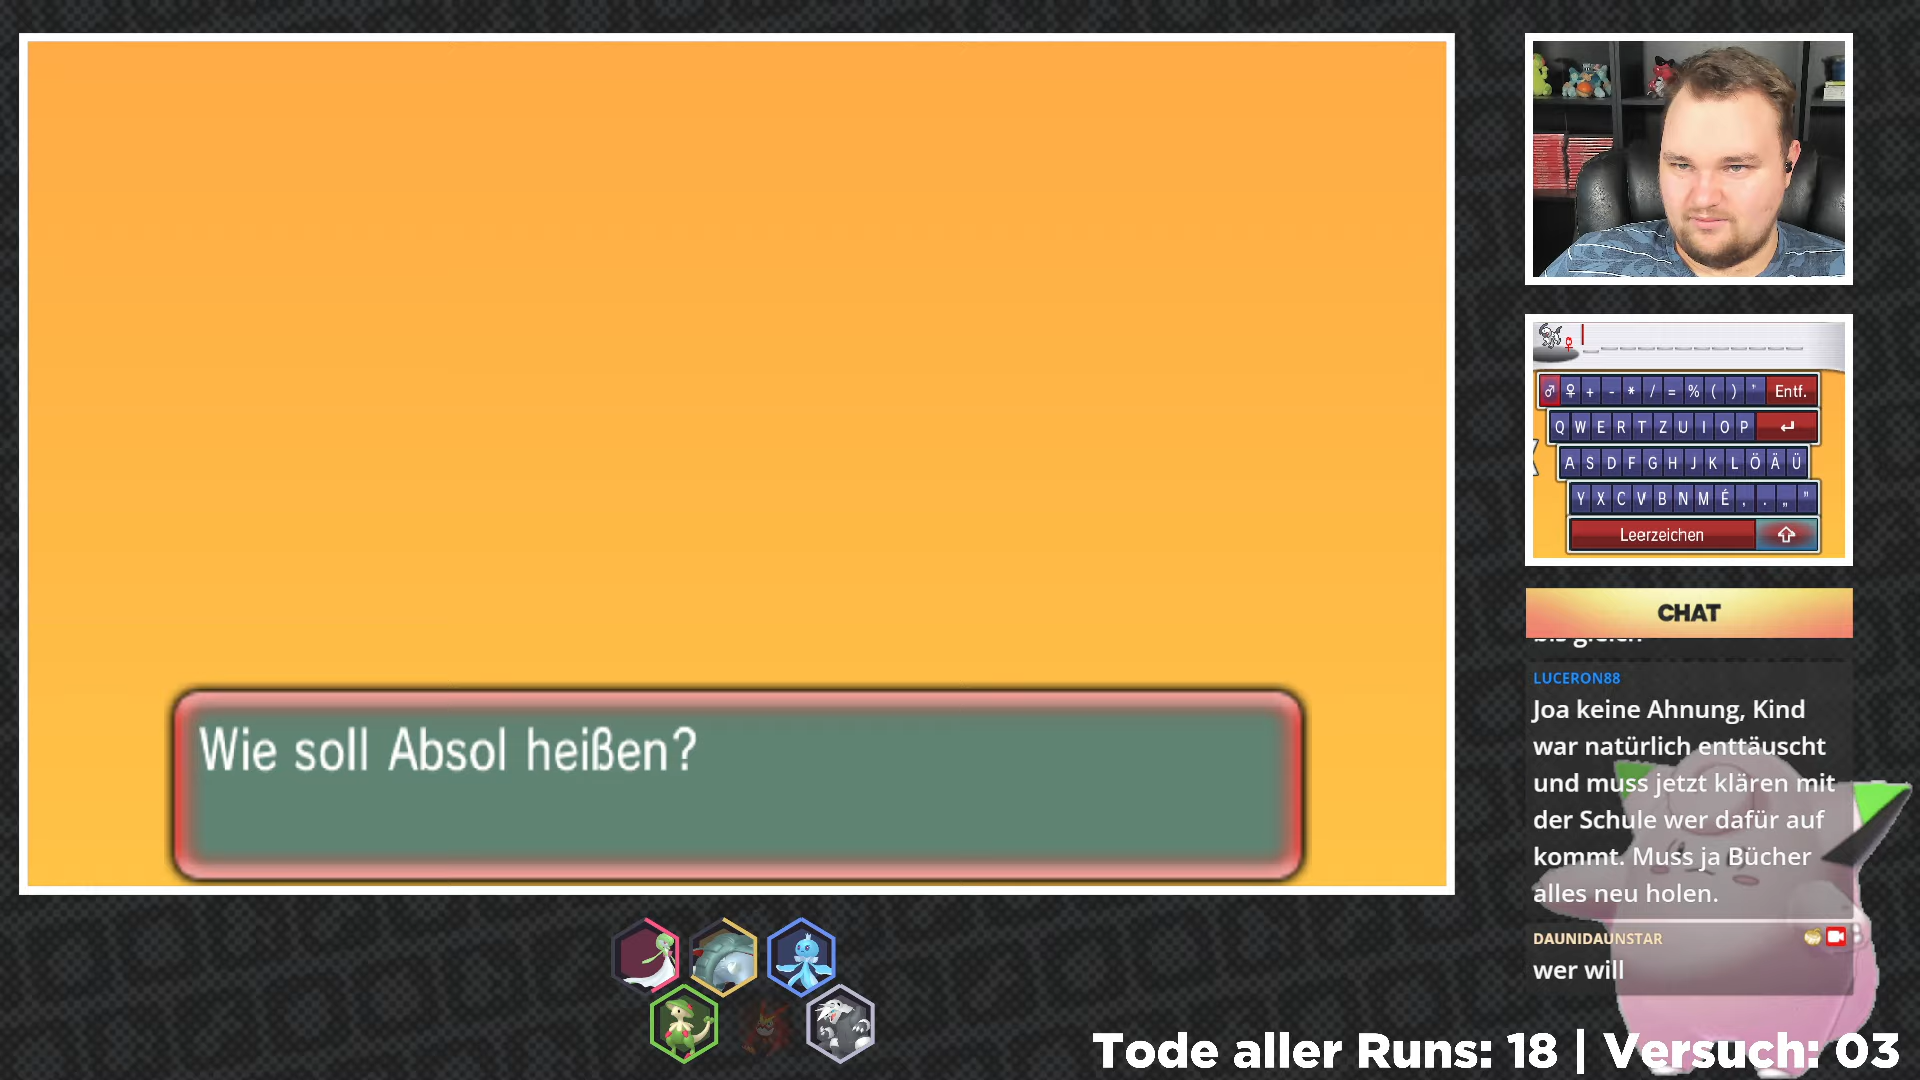 Wie soll Absol heißen?
♂ ♀ + - * / = % ( ) ' Entf.
Q W E R T Z U I O P ↵
A S D F G H J K L Ö Ä Ü
Y X C V B N M É , . „ "
Leerzeichen
CHAT
bis gleich
LUCERON88
Joa keine Ahnung, Kind
war natürlich enttäuscht
und muss jetzt klären mit
der Schule wer dafür auf
kommt. Muss ja Bücher
alles neu holen.
DAUNIDAUNSTAR
wer will
Tode aller Runs: 18 | Versuch: 03